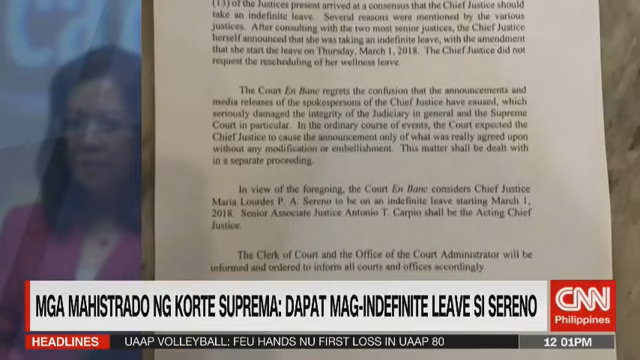 (13) of the Justices present arrived at a consensus that the Chief Justice should
take an indefinite leave. Several reasons were mentioned by the various
justices. After consulting with the two most senior justices, the Chief Justice
herself announced that she was taking an indefinite leave, with the amendment
that she start the leave on Thursday, March 1, 2018. The Chief Justice did not
request the rescheduling of her wellness leave.
The Court En Banc regrets the confusion that the announcements and
media releases of the spokespersons of the Chief Justice have caused, which
seriously damaged the integrity of the Judiciary in general and the Supreme
Court in particular. In the ordinary course of events, the Court expected the
Chief Justice to cause the announcement only of what was really agreed upon
without any modification or embellishment. This matter shall be dealt with
in a separate proceeding.
In view of the foregoing, the Court En Banc considers Chief Justice
Maria Lourdes P. A. Sereno to be on an indefinite leave starting March 1,
2018. Senior Associate Justice Antonio T. Carpio shall be the Acting Chief
Justice.
The Clerk of Court and the Office of the Court Administrator will be
informed and ordered to inform all courts and offices accordingly.
MGA MAHISTRADO NG KORTE SUPREMA: DAPAT MAG-INDEFINITE LEAVE SI SERENO
CNN
Philippines
HEADLINES UAAP VOLLEYBALL: FEU HANDS NU FIRST LOSS IN UAAP 80 12 01PM